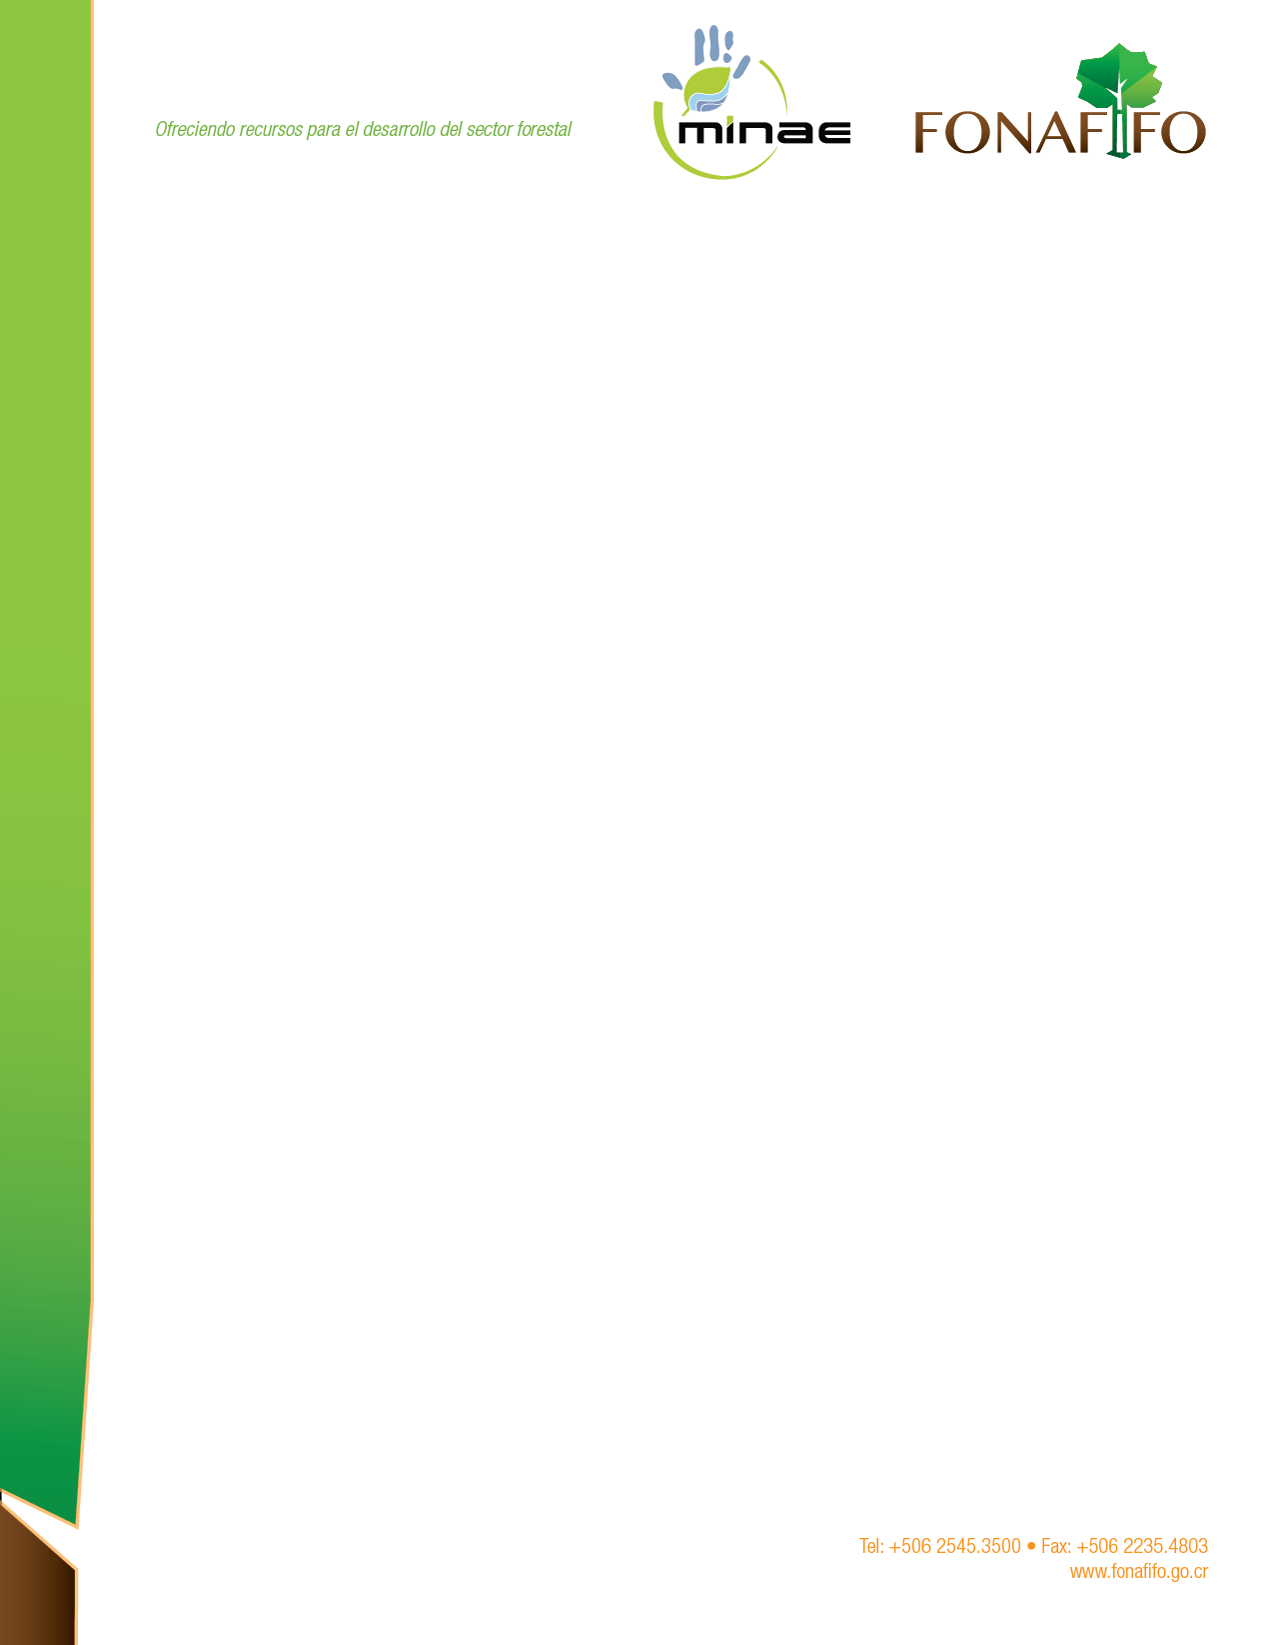 Ofreciendo recursos para el desarrollo del sector forestal
minae
FONAFIFO
Tel: +506 2545.3500 • Fax: +506 2235.4803
www.fonafifo.go.cr